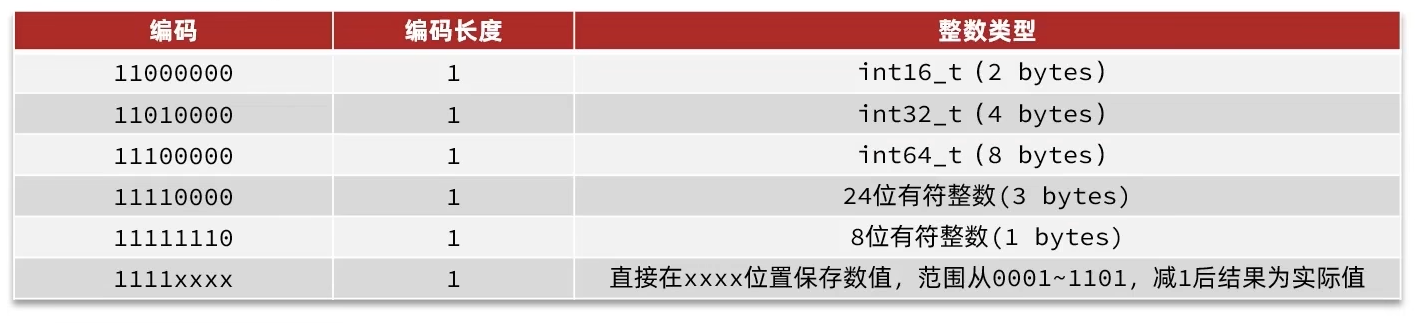 编码 编码长度 整数类型
11000000 1 int16_t (2 bytes)
11010000 1 int32_t (4 bytes)
11100000 1 int64_t (8 bytes)
11110000 1 24位有符整数(3 bytes)
11111110 1 8位有符整数(1 bytes)
1111xxxx 1 直接在xxxx位置保存数值，范围从0001~1101，减1后结果为实际值